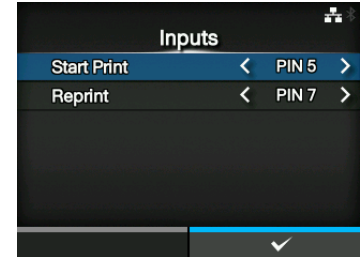 Inputs
Start Print < PIN 5 >
Reprint < PIN 7 >